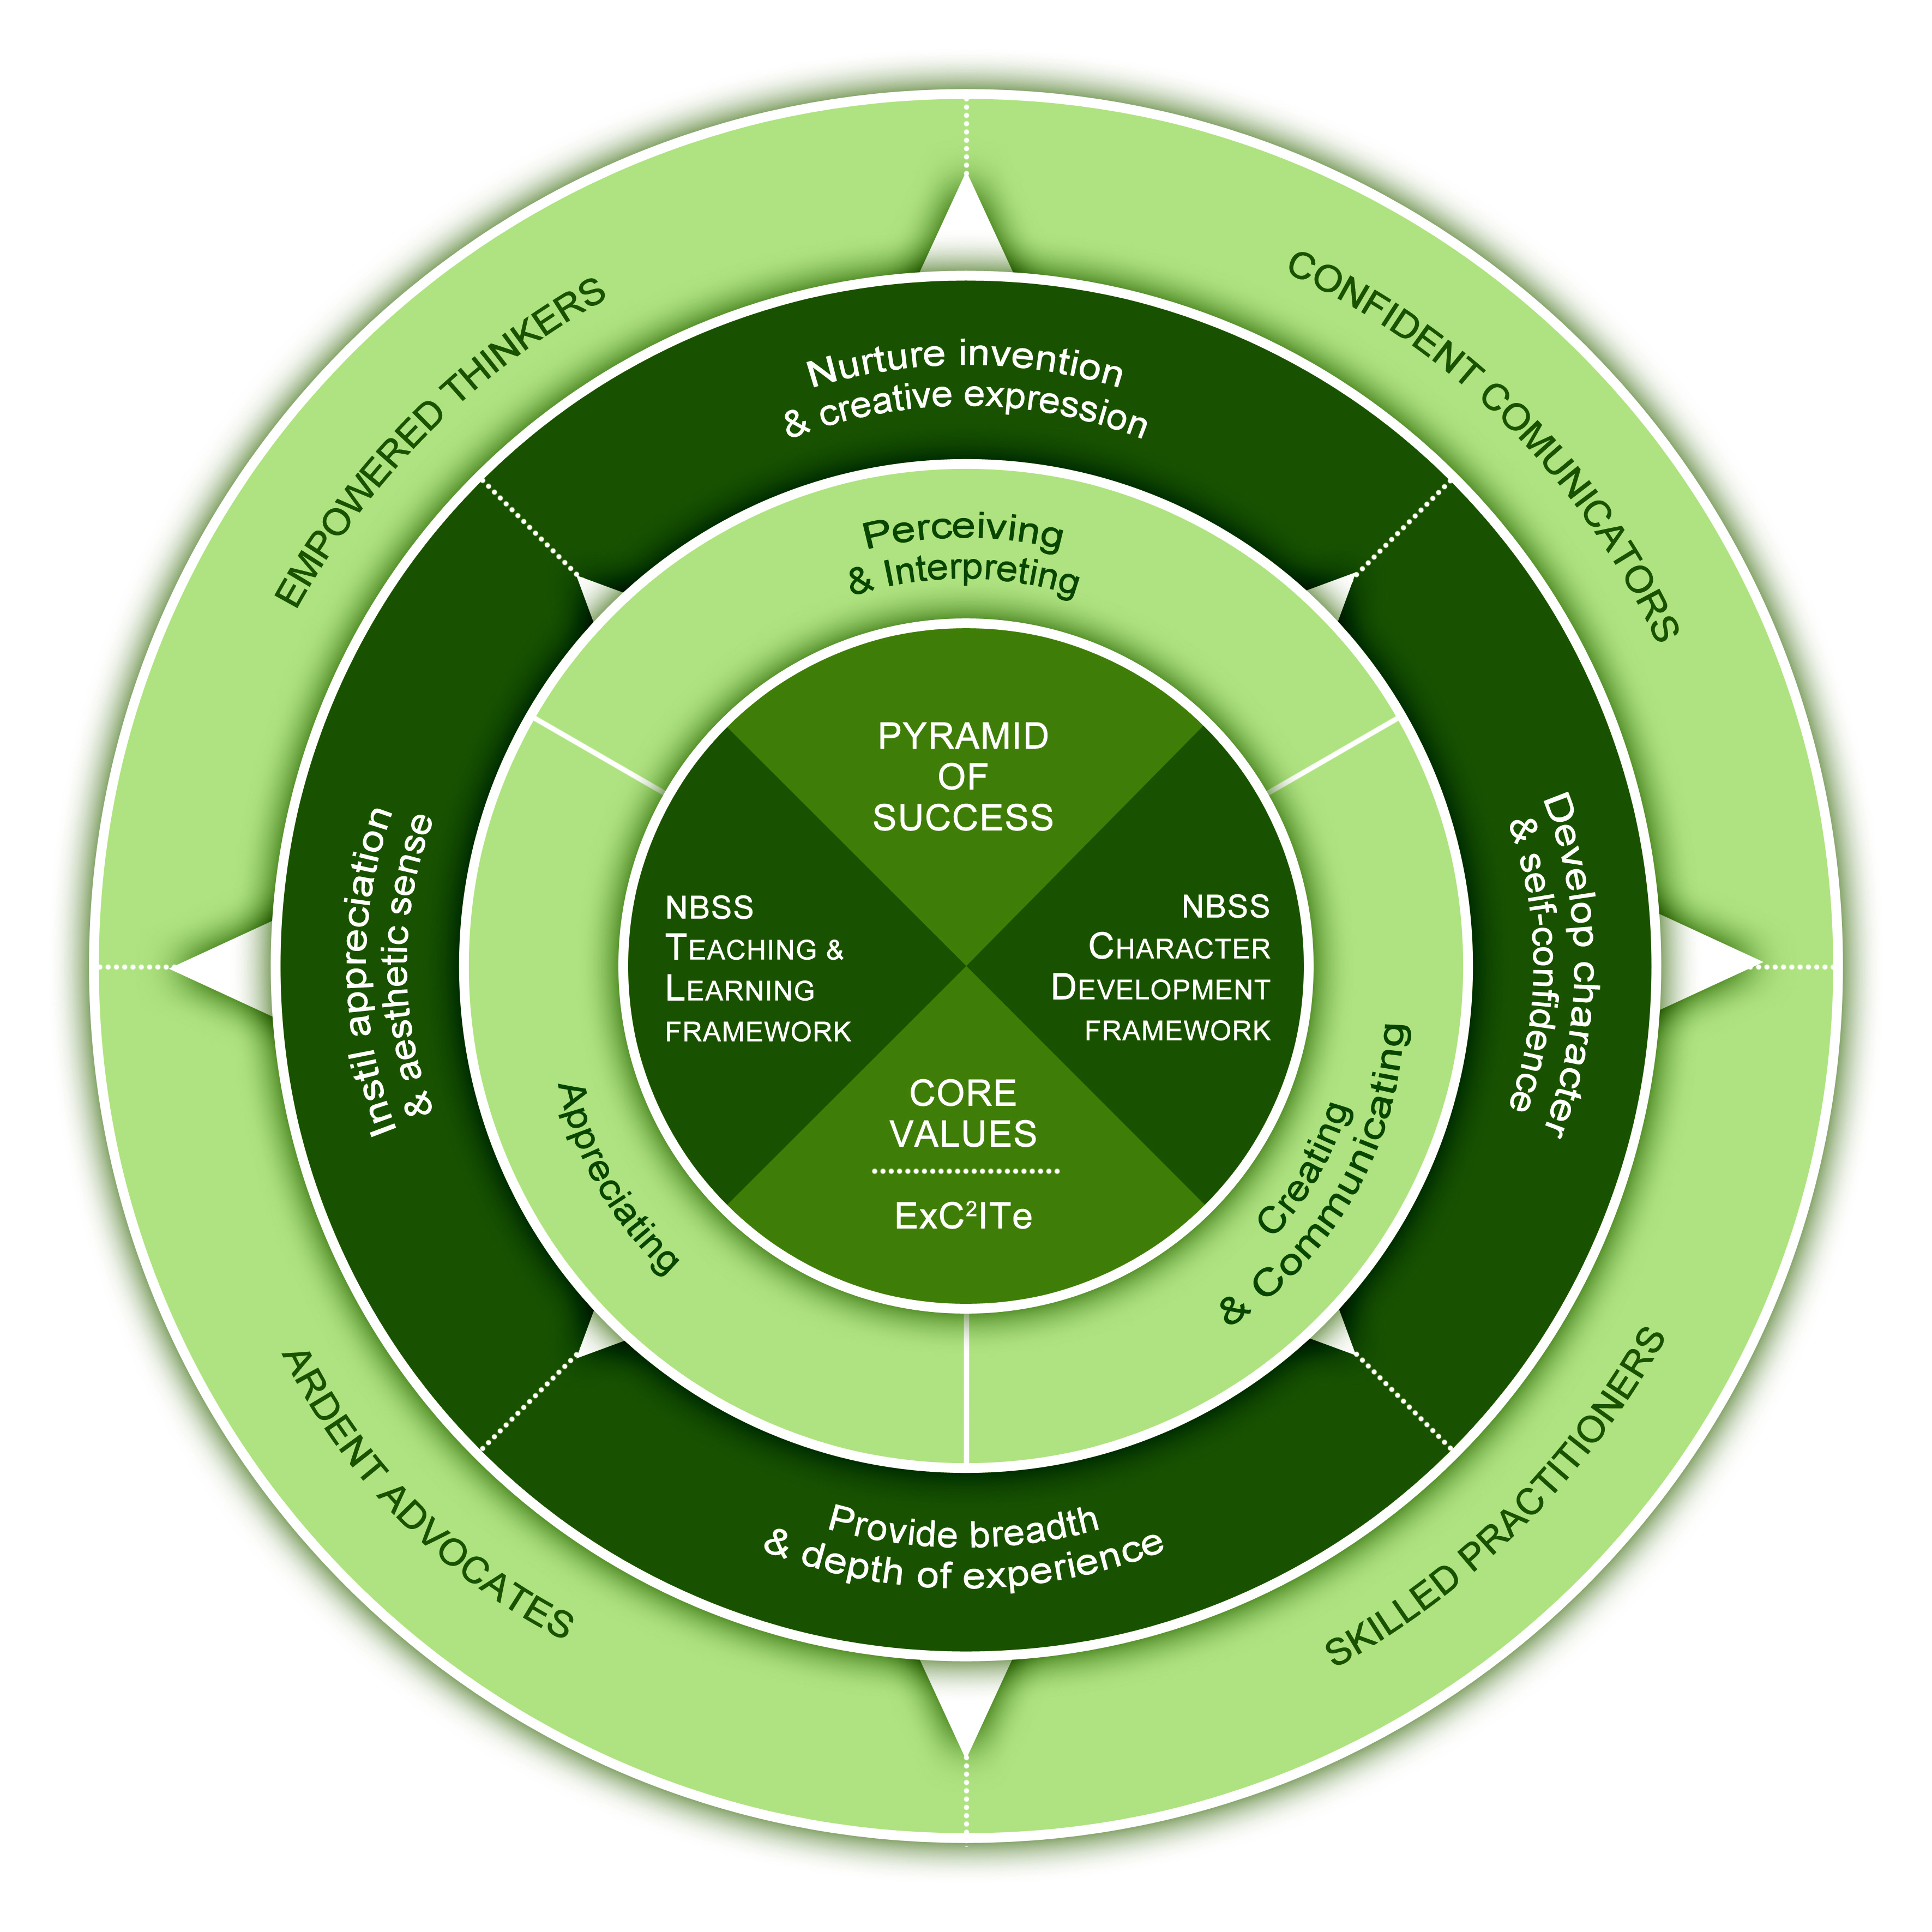 EMPOWERED THINKERS
CONFIDENT COMUNICATORS
SKILLED PRACTITIONERS
ARDENT ADVOCATES
Nurture invention
& creative expression
Develop character
& self-confidence
Provide breadth
& depth of experience
Instil appreciation
& aesthetic sense
Perceiving
& Interpreting
Creating
& Communicating
Appreciating
PYRAMID
OF
SUCCESS
NBSS
TEACHING &
LEARNING
FRAMEWORK
NBSS
CHARACTER
DEVELOPMENT
FRAMEWORK
CORE
VALUES
ExC²ITe